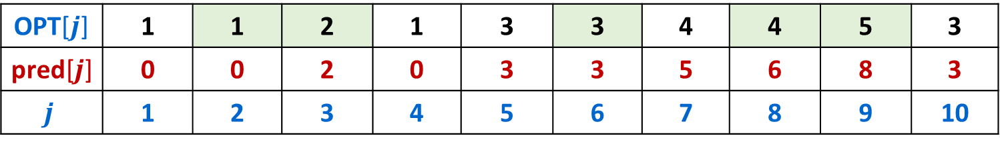 OPT[j] 1 1 2 1 3 3 4 4 5 3
pred[j] 0 0 2 0 3 3 5 6 8 3
j 1 2 3 4 5 6 7 8 9 10